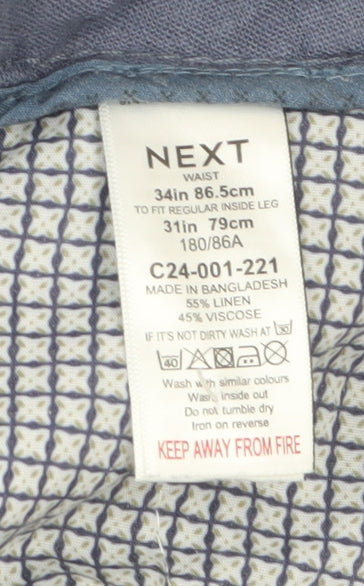 NEXT
WAIST
34in 86.5cm
TO FIT REGULAR INSIDE LEG
31in 79cm
180/86A
C24-001-221
MADE IN BANGLADESH
55% LINEN
45% VISCOSE
IF IT'S NOT DIRTY WASH AT 30
40
Wash with similar colours
Wash inside out
Do not tumble dry
Iron on reverse
KEEP AWAY FROM FIRE